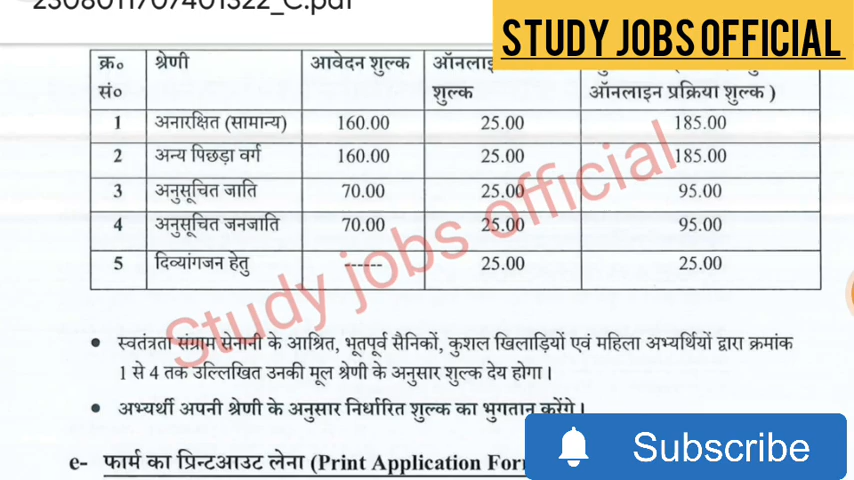 2308011707401322_C.pdf
STUDY JOBS OFFICIAL
क्र० श्रेणी आवेदन शुल्क
सं० शुल्क ऑनलाइन प्रक्रिया शुल्क )
1 अनारक्षित (सामान्य) 160.00 25.00 185.00
2 अन्य पिछड़ा वर्ग 160.00 25.00 185.00
3 अनुसूचित जाति 70.00 25.00 95.00
4 अनुसूचित जनजाति 70.00 25.00 95.00
5 दिव्यांगजन हेतु ------ 25.00 25.00
Study jobs official
• स्वतंत्रता संग्राम सेनानी के आश्रित, भूतपूर्व सैनिकों, कुशल खिलाड़ियों एवं महिला अभ्यर्थियों द्वारा क्रमांक
1 से 4 तक उल्लिखित उनकी मूल श्रेणी के अनुसार शुल्क देय होगा ।
• अभ्यर्थी अपनी श्रेणी के अनुसार निर्धारित शुल्क का भुगतान करेंगे ।
e- फार्म का प्रिन्टआउट लेना (Print Application
Subscribe